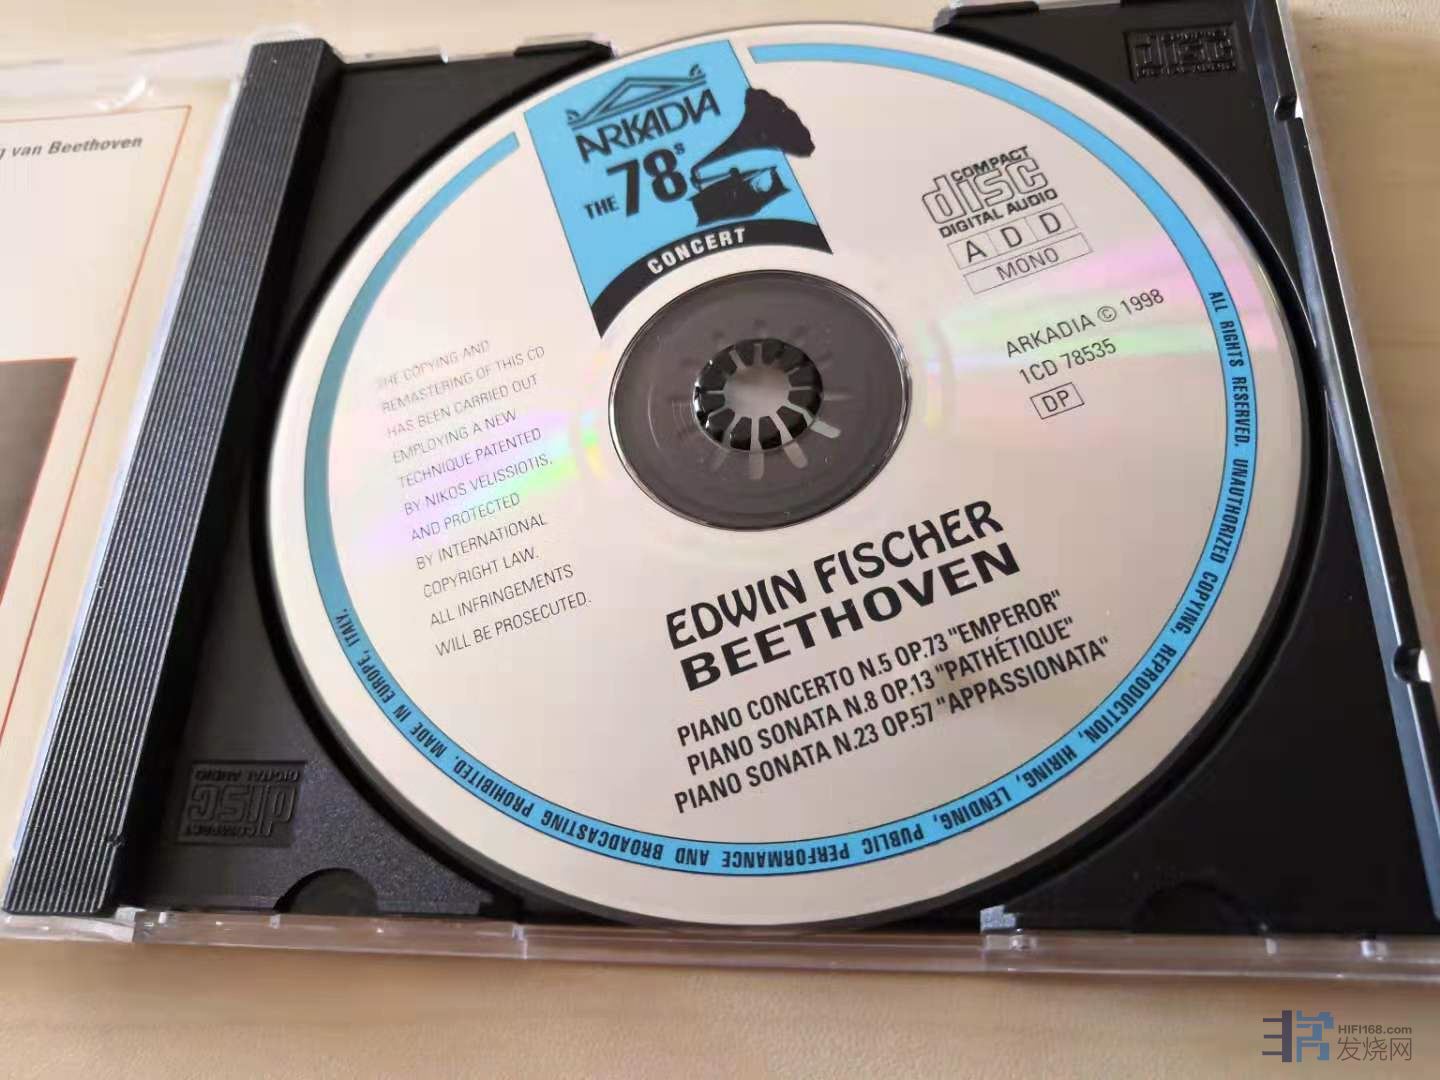 van Beethoven
ARKADIA
THE 78s
CONCERT
COMPACT
disc
DIGITAL AUDIO
ADD
MONO
ARKADIA © 1998
1CD 78535
DP
THE COPYING AND
REMASTERING OF THIS CD
HAS BEEN CARRIED OUT
EMPLOYING A NEW
TECHNIQUE PATENTED
BY NIKOS VELISSIOTIS,
AND PROTECTED
BY INTERNATIONAL
COPYRIGHT LAW.
ALL INFRINGEMENTS
WILL BE PROSECUTED.
EDWIN FISCHER
BEETHOVEN
PIANO CONCERTO N.5 OP.73 "EMPEROR"
PIANO SONATA N.8 OP.13 "PATHÉTIQUE"
PIANO SONATA N.23 OP.57 "APPASSIONATA"
ALL RIGHTS RESERVED. UNAUTHORIZED COPYING, REPRODUCTION, HIRING, LENDING, PUBLIC PERFORMANCE AND BROADCASTING PROHIBITED. MADE IN EUROPE, ITALY.
COMPACT
disc
DIGITAL AUDIO
HIFI168.com
发烧网